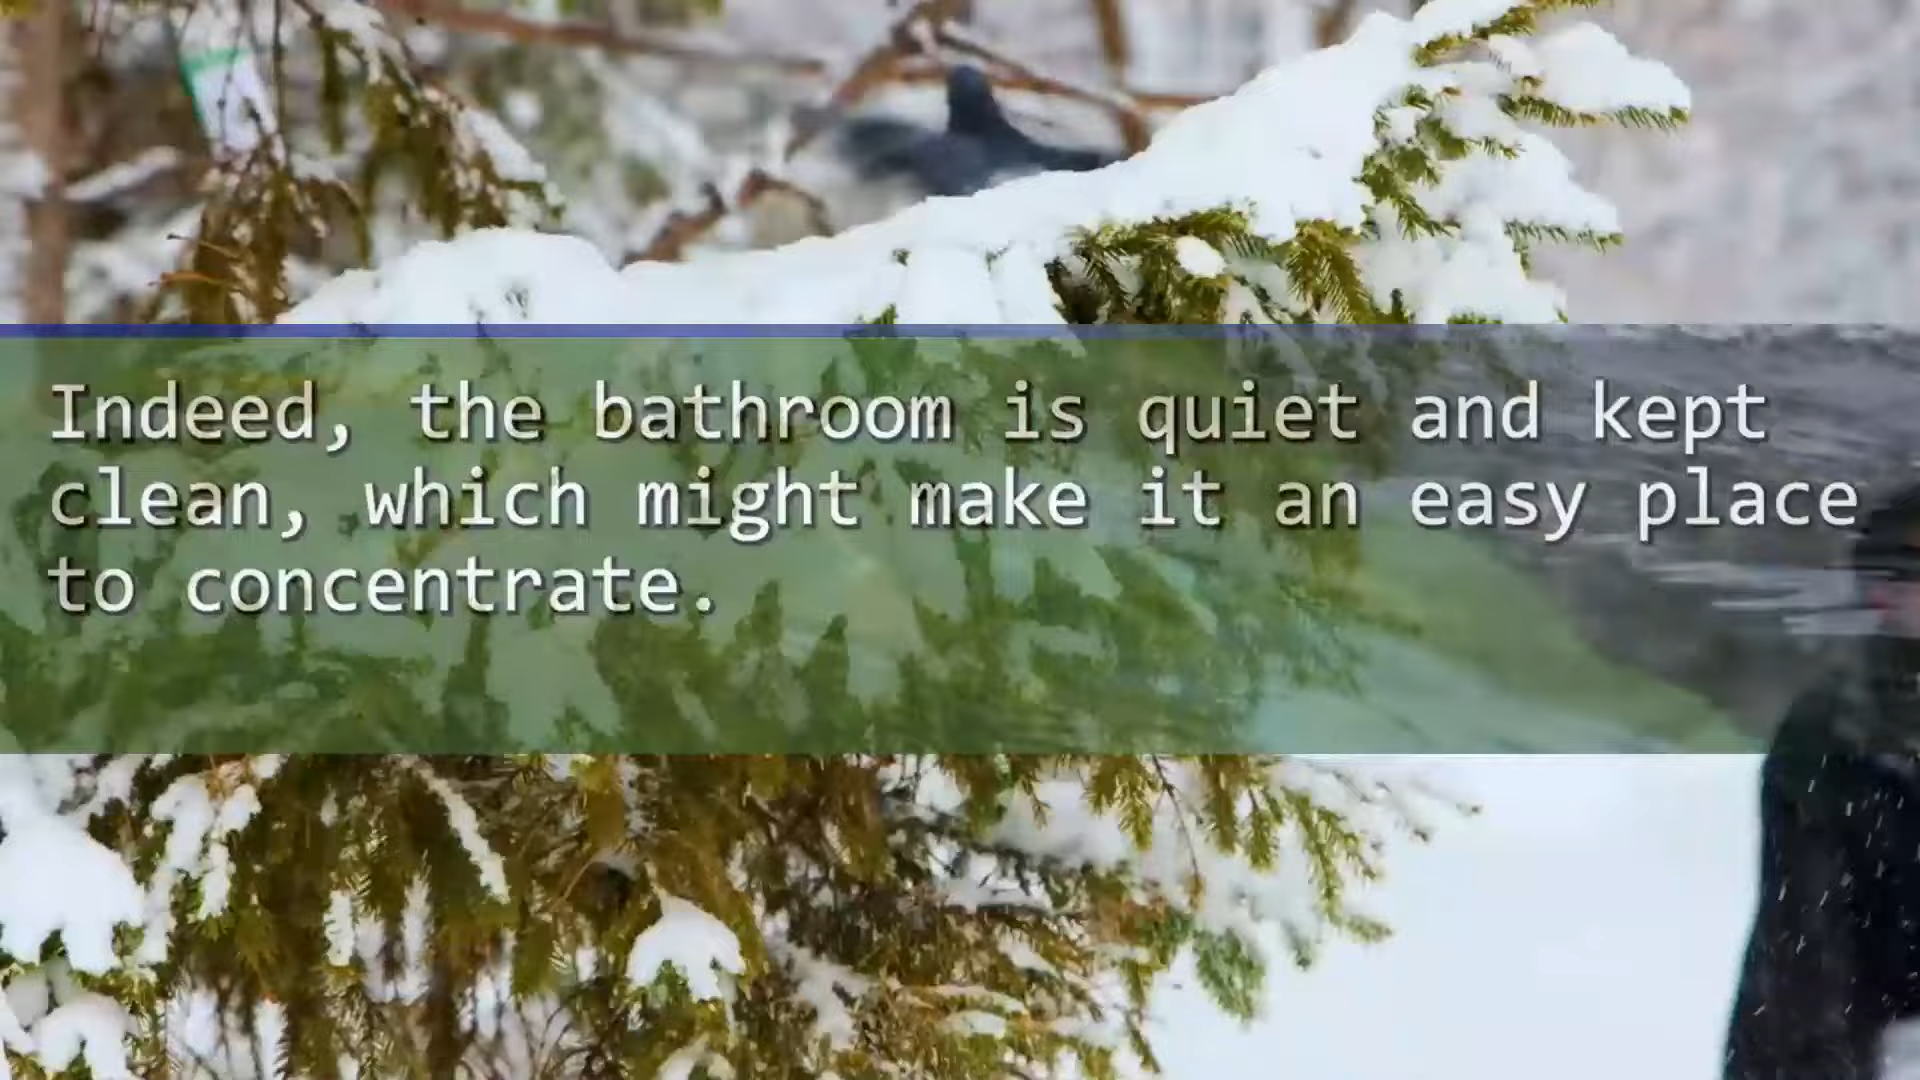 Indeed, the bathroom is quiet and kept
clean, which might make it an easy place
to concentrate.